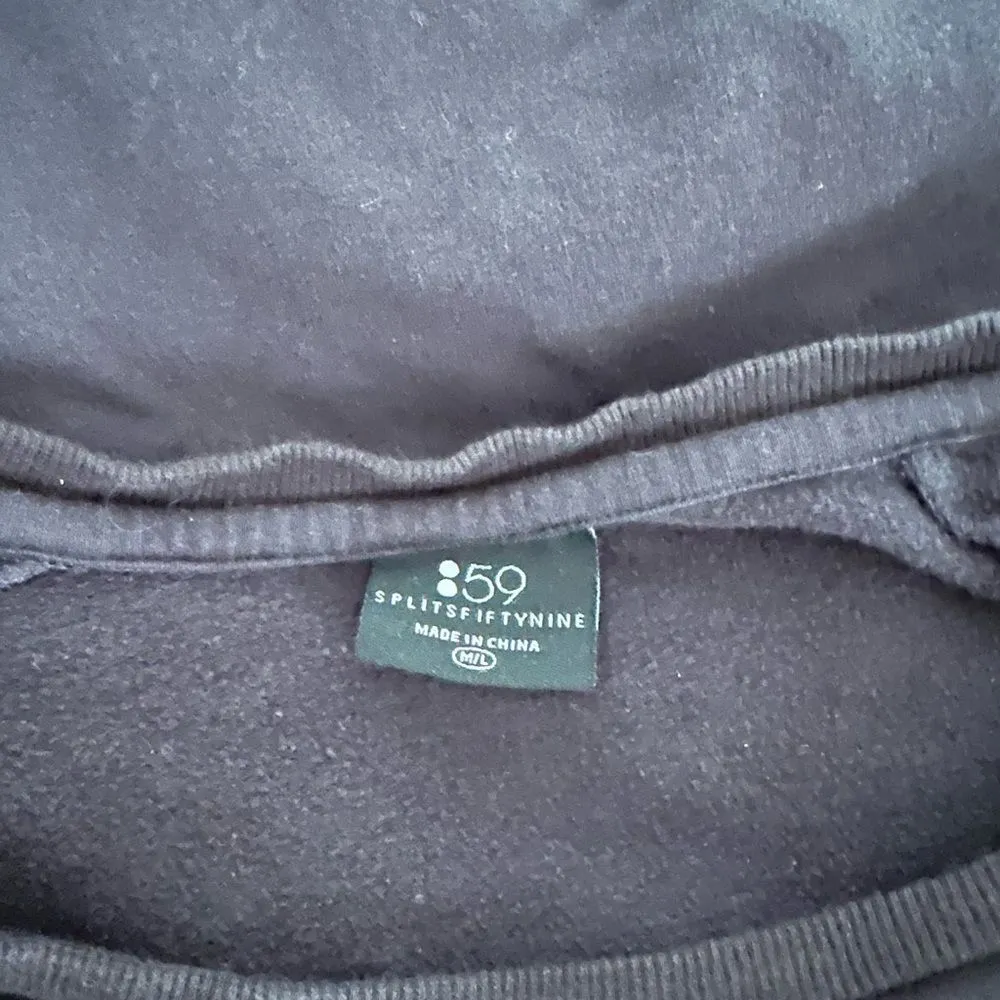 :59
SPLITSFIFTYNINE
MADE IN CHINA
M/L